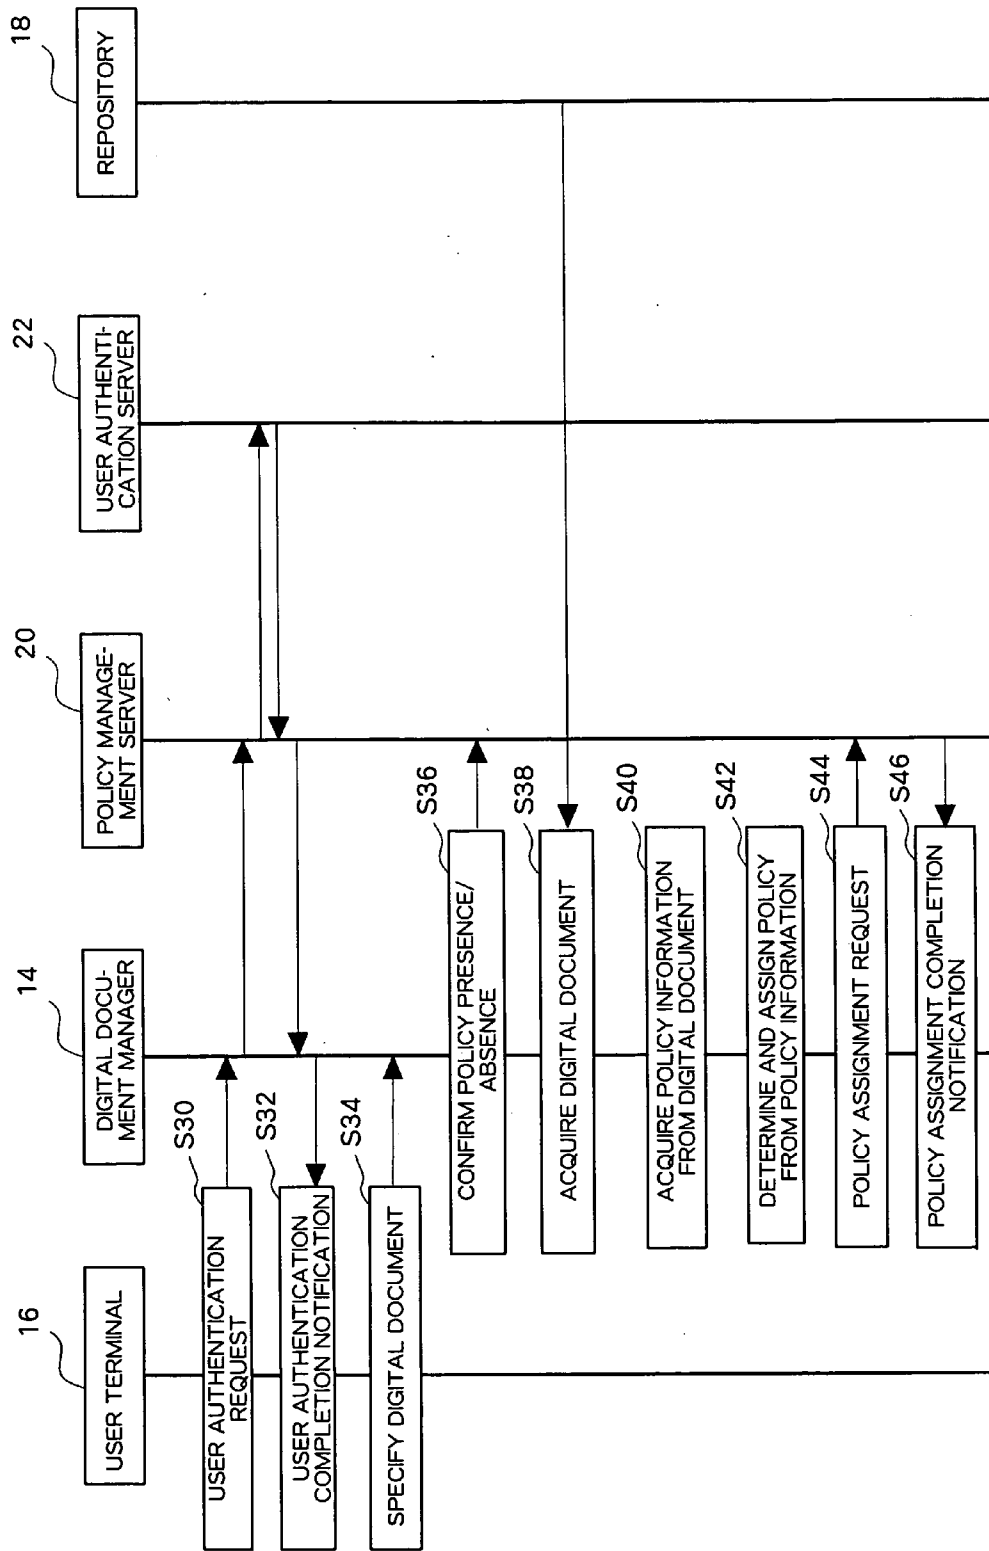 16
USER TERMINAL
14
DIGITAL DOCU-
MENT MANAGER
20
POLICY MANAGE-
MENT SERVER
22
USER AUTHENTI-
CATION SERVER
18
REPOSITORY
S30
USER AUTHENTICATION
REQUEST
S32
USER AUTHENTICATION
COMPLETION NOTIFICATION
S34
SPECIFY DIGITAL DOCUMENT
S36
CONFIRM POLICY PRESENCE/
ABSENCE
S38
ACQUIRE DIGITAL DOCUMENT
S40
ACQUIRE POLICY INFORMATION
FROM DIGITAL DOCUMENT
S42
DETERMINE AND ASSIGN POLICY
FROM POLICY INFORMATION
S44
POLICY ASSIGNMENT REQUEST
S46
POLICY ASSIGNMENT COMPLETION
NOTIFICATION